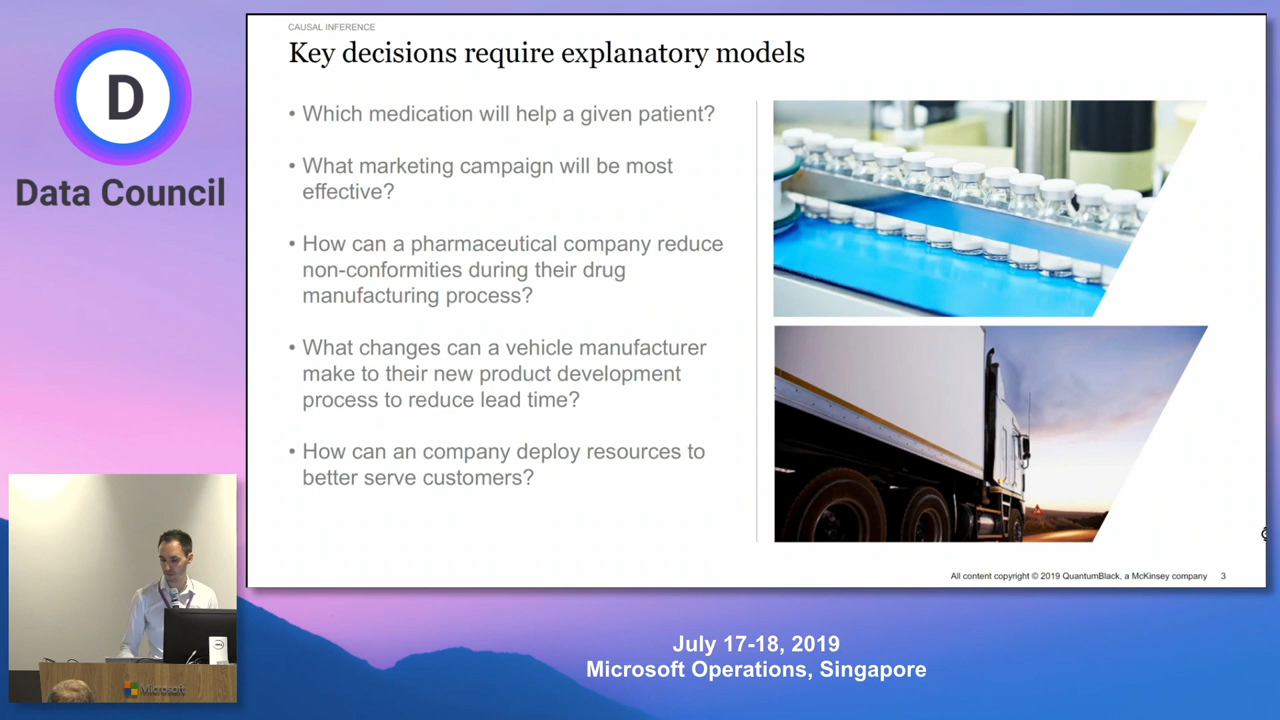 D
Data Council
CAUSAL INFERENCE
Key decisions require explanatory models
• Which medication will help a given patient?
• What marketing campaign will be most
effective?
• How can a pharmaceutical company reduce
non-conformities during their drug
manufacturing process?
• What changes can a vehicle manufacturer
make to their new product development
process to reduce lead time?
• How can an company deploy resources to
better serve customers?
All content copyright © 2019 QuantumBlack, a McKinsey company 3
Microsoft
July 17-18, 2019
Microsoft Operations, Singapore